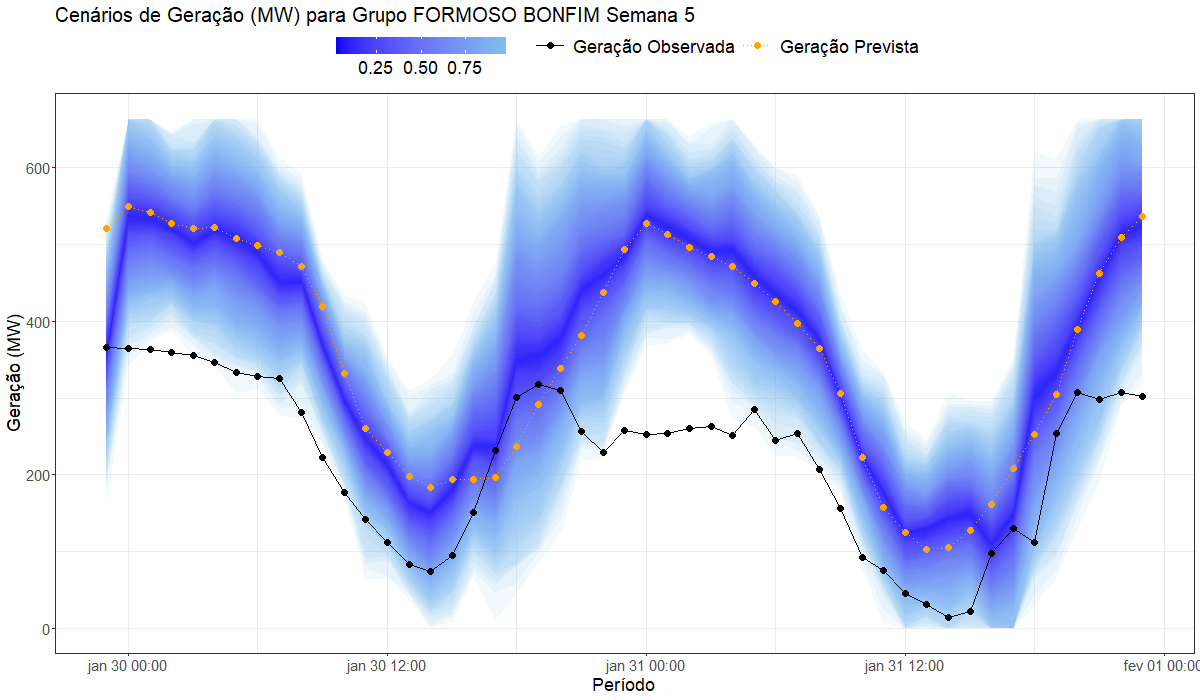 Cenários de Geração (MW) para Grupo FORMOSO BONFIM Semana 5
0.25 0.50 0.75
Geração Observada
Geração Prevista
Geração (MW)
600
400
200
0
jan 30 00:00
jan 30 12:00
jan 31 00:00
jan 31 12:00
fev 01 00:00
Período